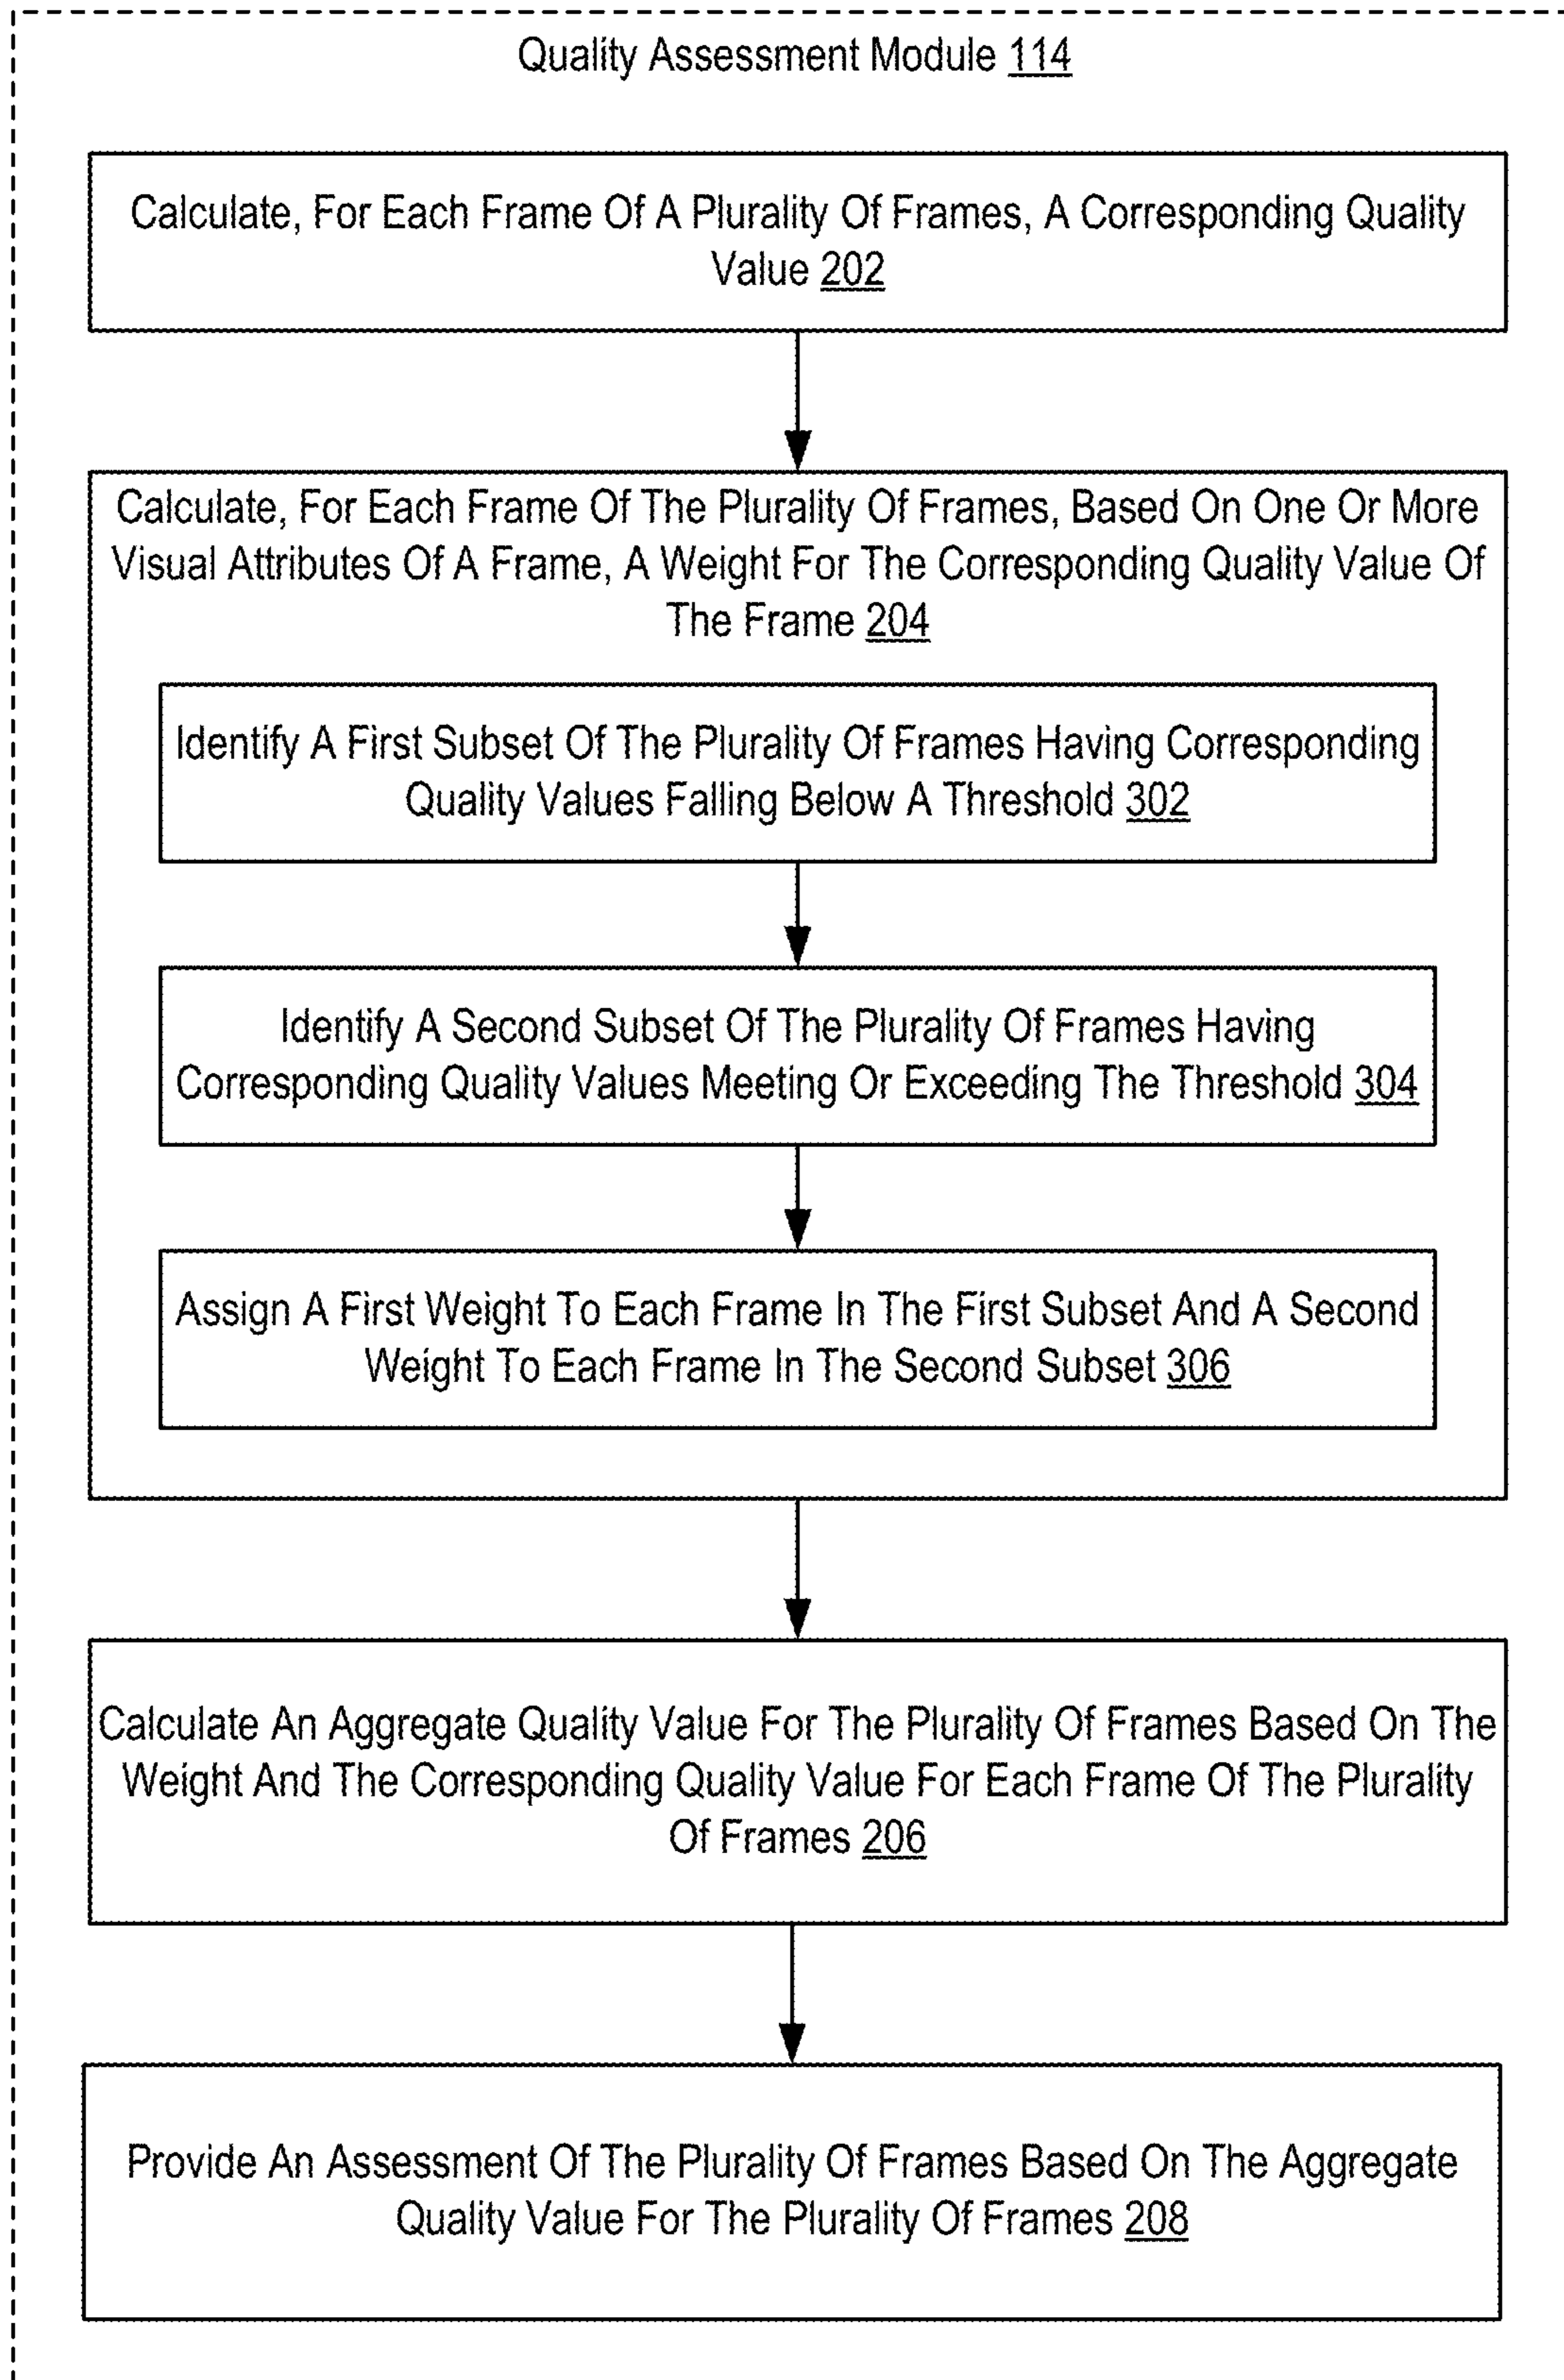 Quality Assessment Module 114
Calculate, For Each Frame Of A Plurality Of Frames, A Corresponding Quality
Value 202
Calculate, For Each Frame Of The Plurality Of Frames, Based On One Or More
Visual Attributes Of A Frame, A Weight For The Corresponding Quality Value Of
The Frame 204
Identify A First Subset Of The Plurality Of Frames Having Corresponding
Quality Values Falling Below A Threshold 302
Identify A Second Subset Of The Plurality Of Frames Having
Corresponding Quality Values Meeting Or Exceeding The Threshold 304
Assign A First Weight To Each Frame In The First Subset And A Second
Weight To Each Frame In The Second Subset 306
Calculate An Aggregate Quality Value For The Plurality Of Frames Based On The
Weight And The Corresponding Quality Value For Each Frame Of The Plurality
Of Frames 206
Provide An Assessment Of The Plurality Of Frames Based On The Aggregate
Quality Value For The Plurality Of Frames 208